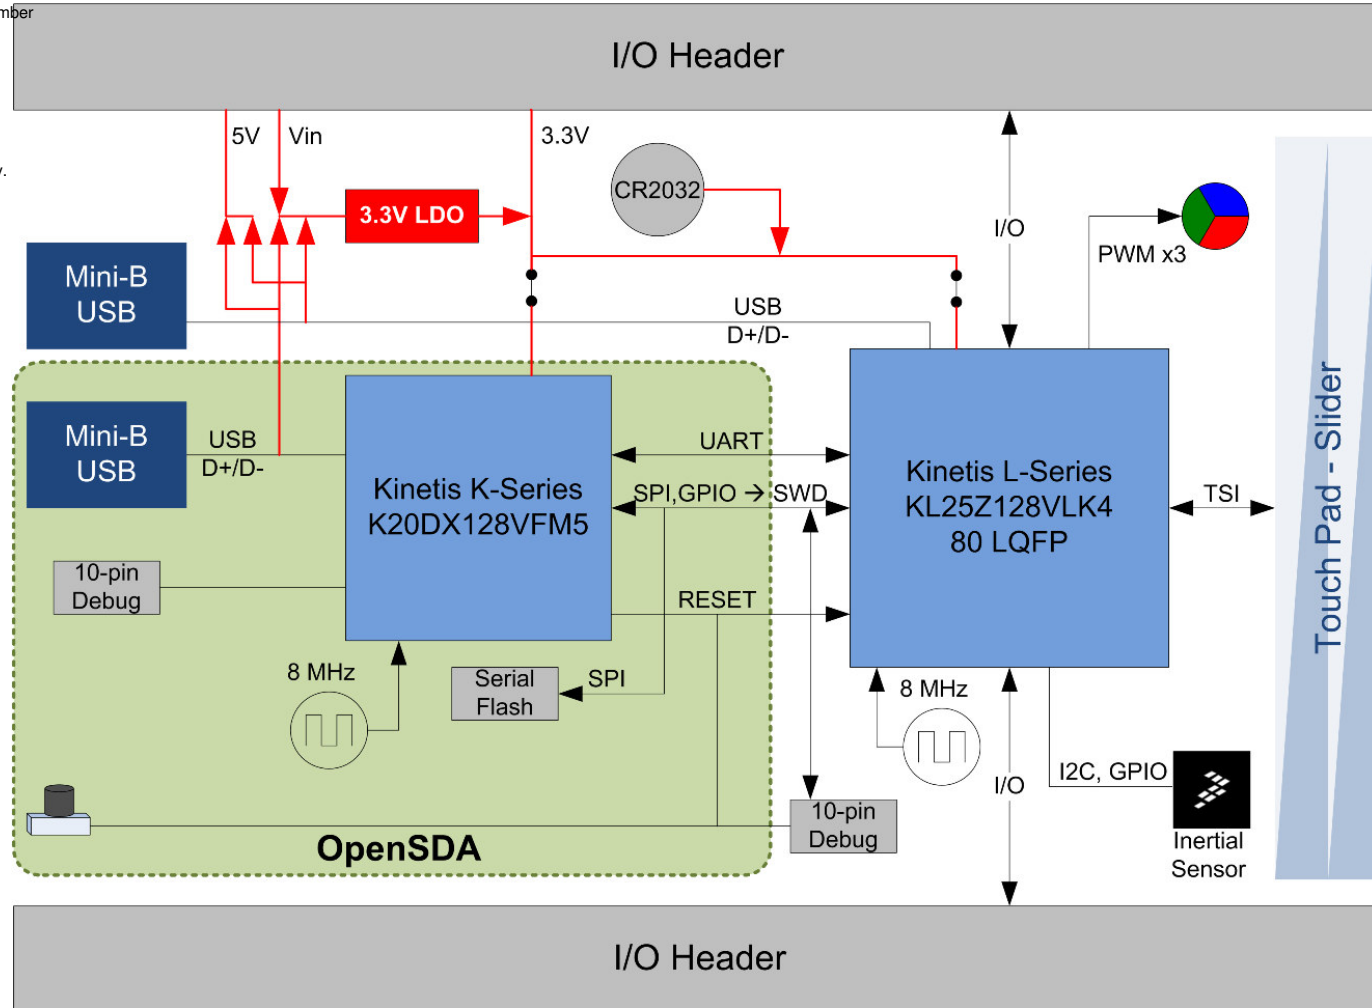 mber
I/O Header
5V
Vin
3.3V
y.
CR2032
3.3V LDO
I/O
PWM x3
Mini-B
USB
USB
D+/D-
Mini-B
USB
USB
D+/D-
Kinetis K-Series
K20DX128VFM5
UART
SPI,GPIO → SWD
RESET
Kinetis L-Series
KL25Z128VLK4
80 LQFP
TSI
Touch Pad - Slider
10-pin
Debug
8 MHz
Serial
Flash
SPI
8 MHz
I/O
I2C, GPIO
Inertial
Sensor
10-pin
Debug
OpenSDA
I/O Header